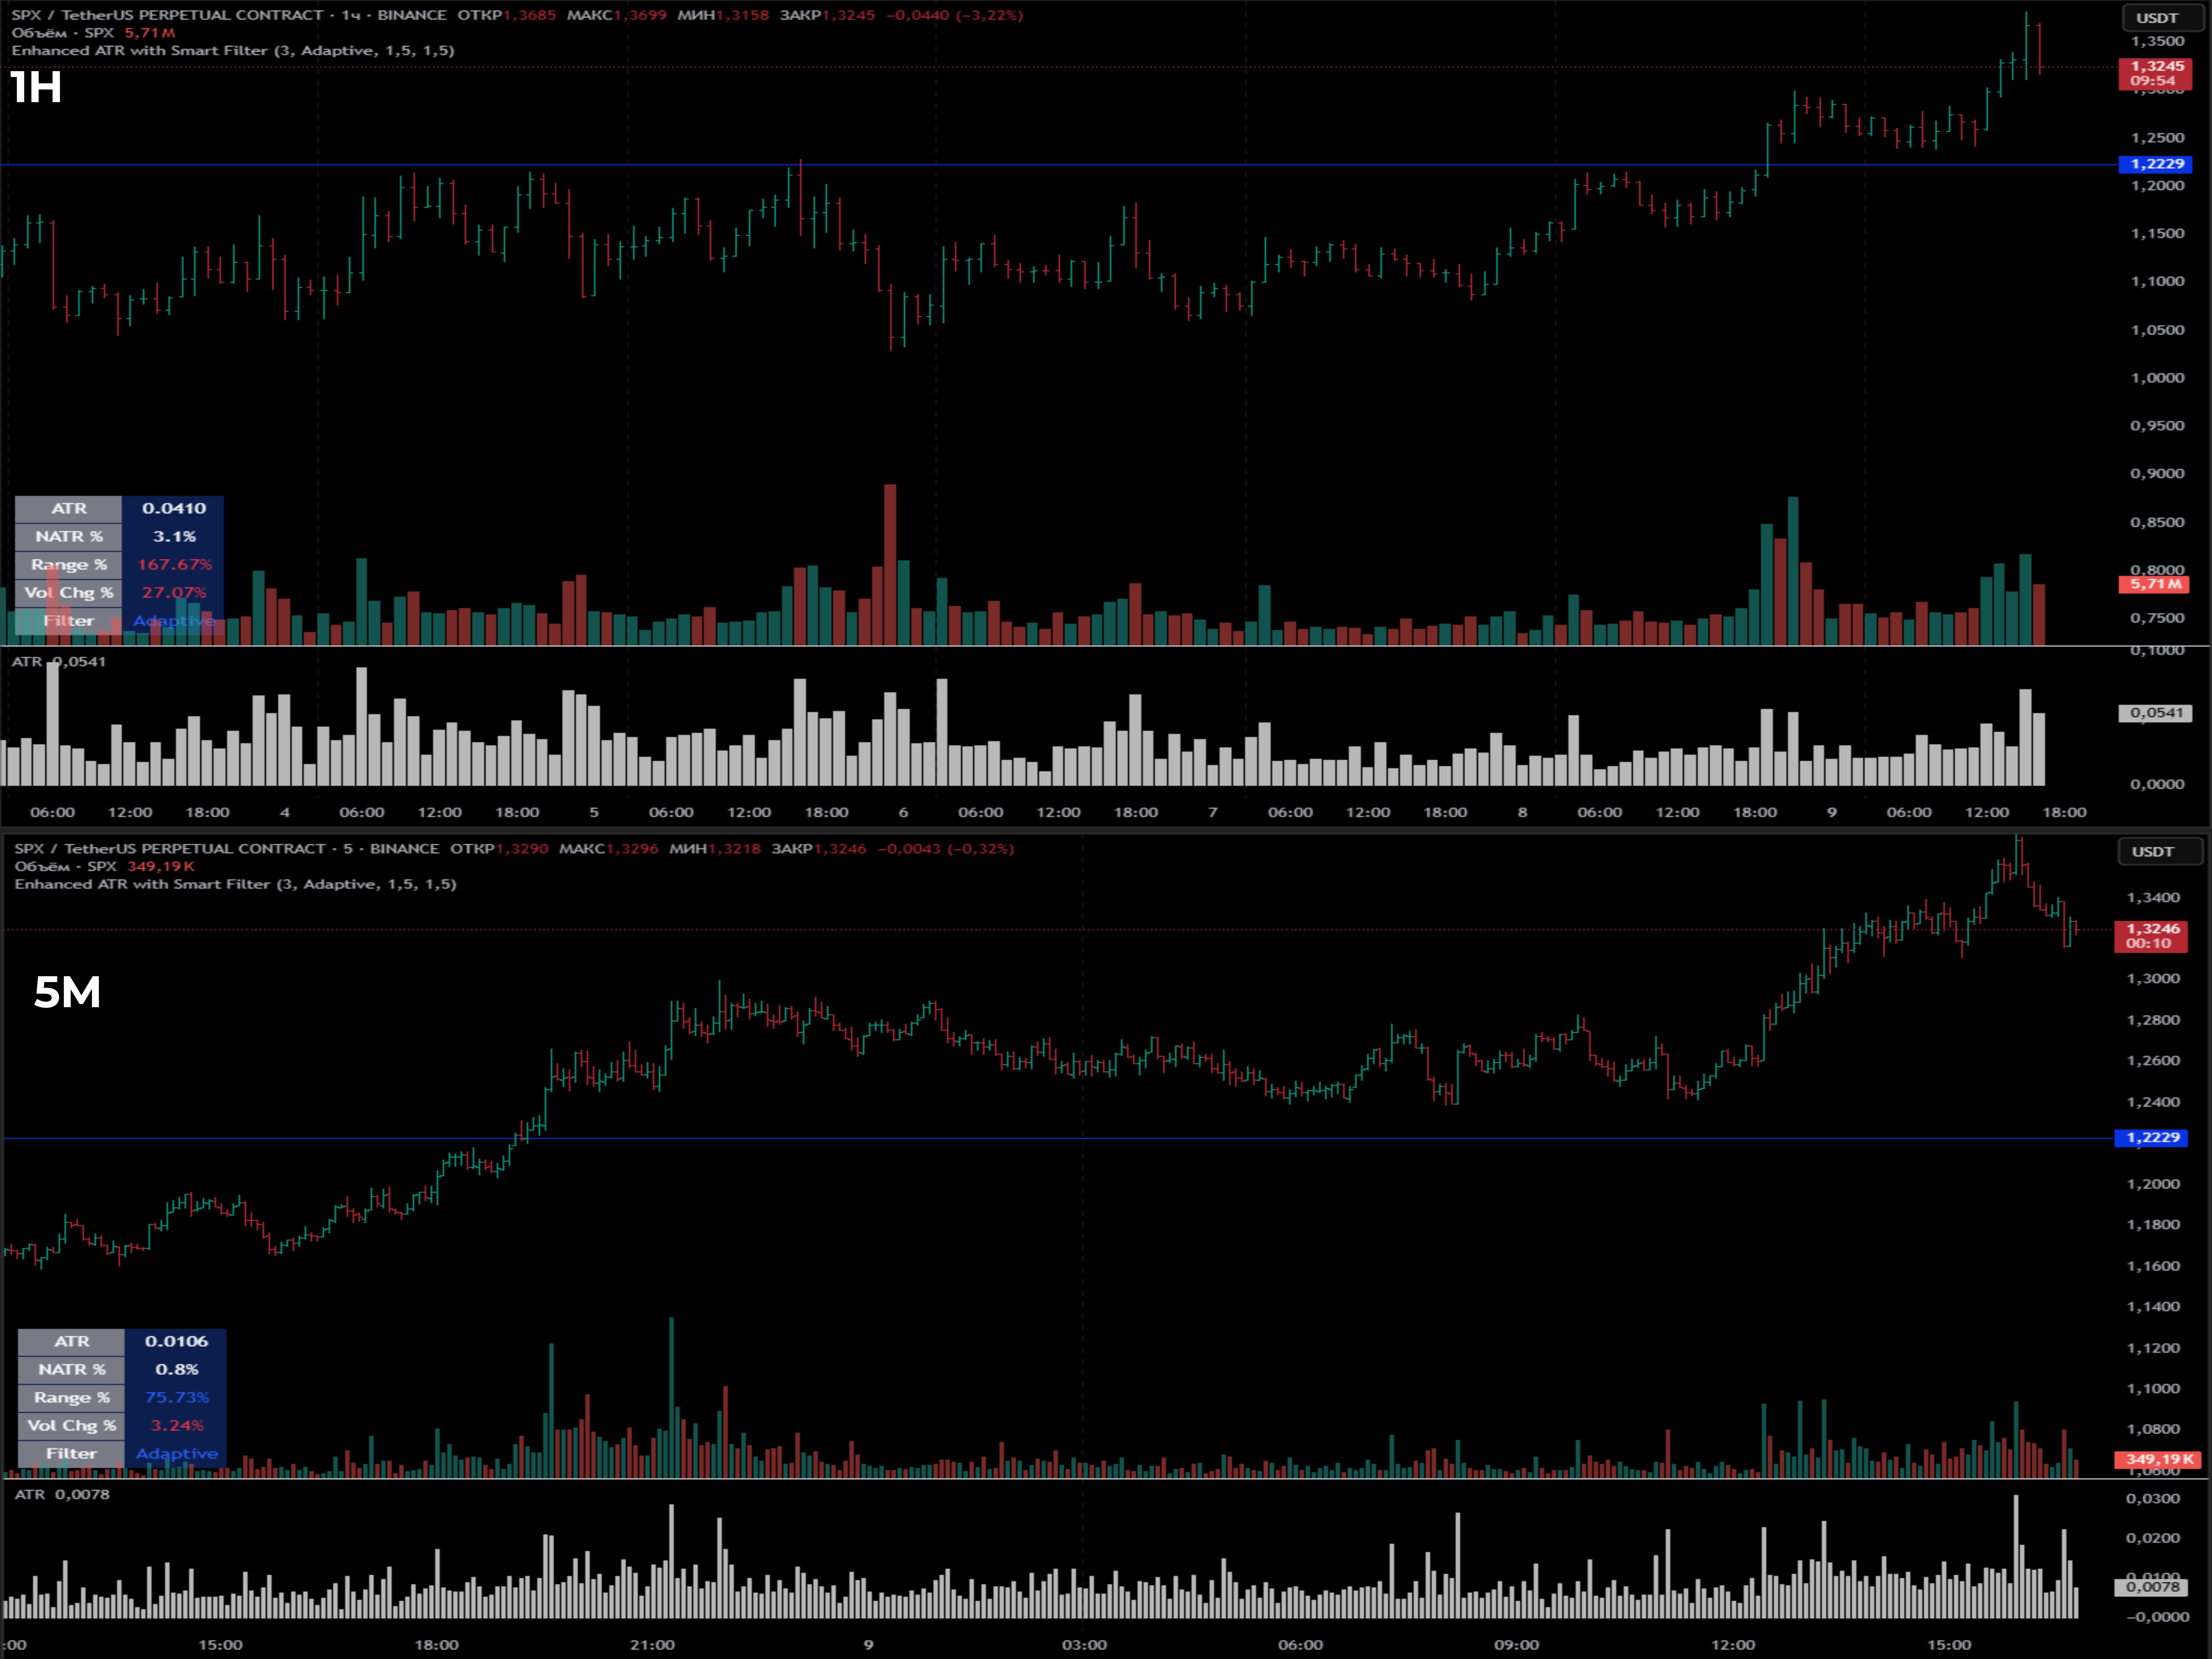 SPX / TetherUS PERPETUAL CONTRACT · 1ч · BINANCE ОТКР1,3685 МАКС1,3699 МИН1,3158 ЗАКР1,3245 −0,0440 (−3,22%)
Объём · SPX 5,71 M
Enhanced ATR with Smart Filter (3, Adaptive, 1,5, 1,5)
1H
USDT
1,3500
1,3245
09:54
1,2500
1,2229
1,2000
1,1500
1,1000
1,0500
1,0000
0,9500
0,9000
0,8500
0,8000
5,71 M
0,7500
ATR 0.0410
NATR % 3.1%
Range % 167.67%
Vol Chg % 27.07%
Filter Adaptive
ATR 0,0541
0,1000
0,0541
0,0000
06:00 12:00 18:00 4 06:00 12:00 18:00 5 06:00 12:00 18:00 6 06:00 12:00 18:00 7 06:00 12:00 18:00 8 06:00 12:00 18:00 9 06:00 12:00 18:00
SPX / TetherUS PERPETUAL CONTRACT · 5 · BINANCE ОТКР1,3290 МАКС1,3296 МИН1,3218 ЗАКР1,3246 −0,0043 (−0,32%)
Объём · SPX 349,19 K
Enhanced ATR with Smart Filter (3, Adaptive, 1,5, 1,5)
5M
USDT
1,3400
1,3246
00:10
1,3000
1,2800
1,2600
1,2400
1,2229
1,2000
1,1800
1,1600
1,1400
1,1200
1,1000
1,0800
349,19 K
ATR 0.0106
NATR % 0.8%
Range % 75.73%
Vol Chg % 3.24%
Filter Adaptive
ATR 0,0078
0,0300
0,0200
0,0078
−0,0000
:00 15:00 18:00 21:00 9 03:00 06:00 09:00 12:00 15:00